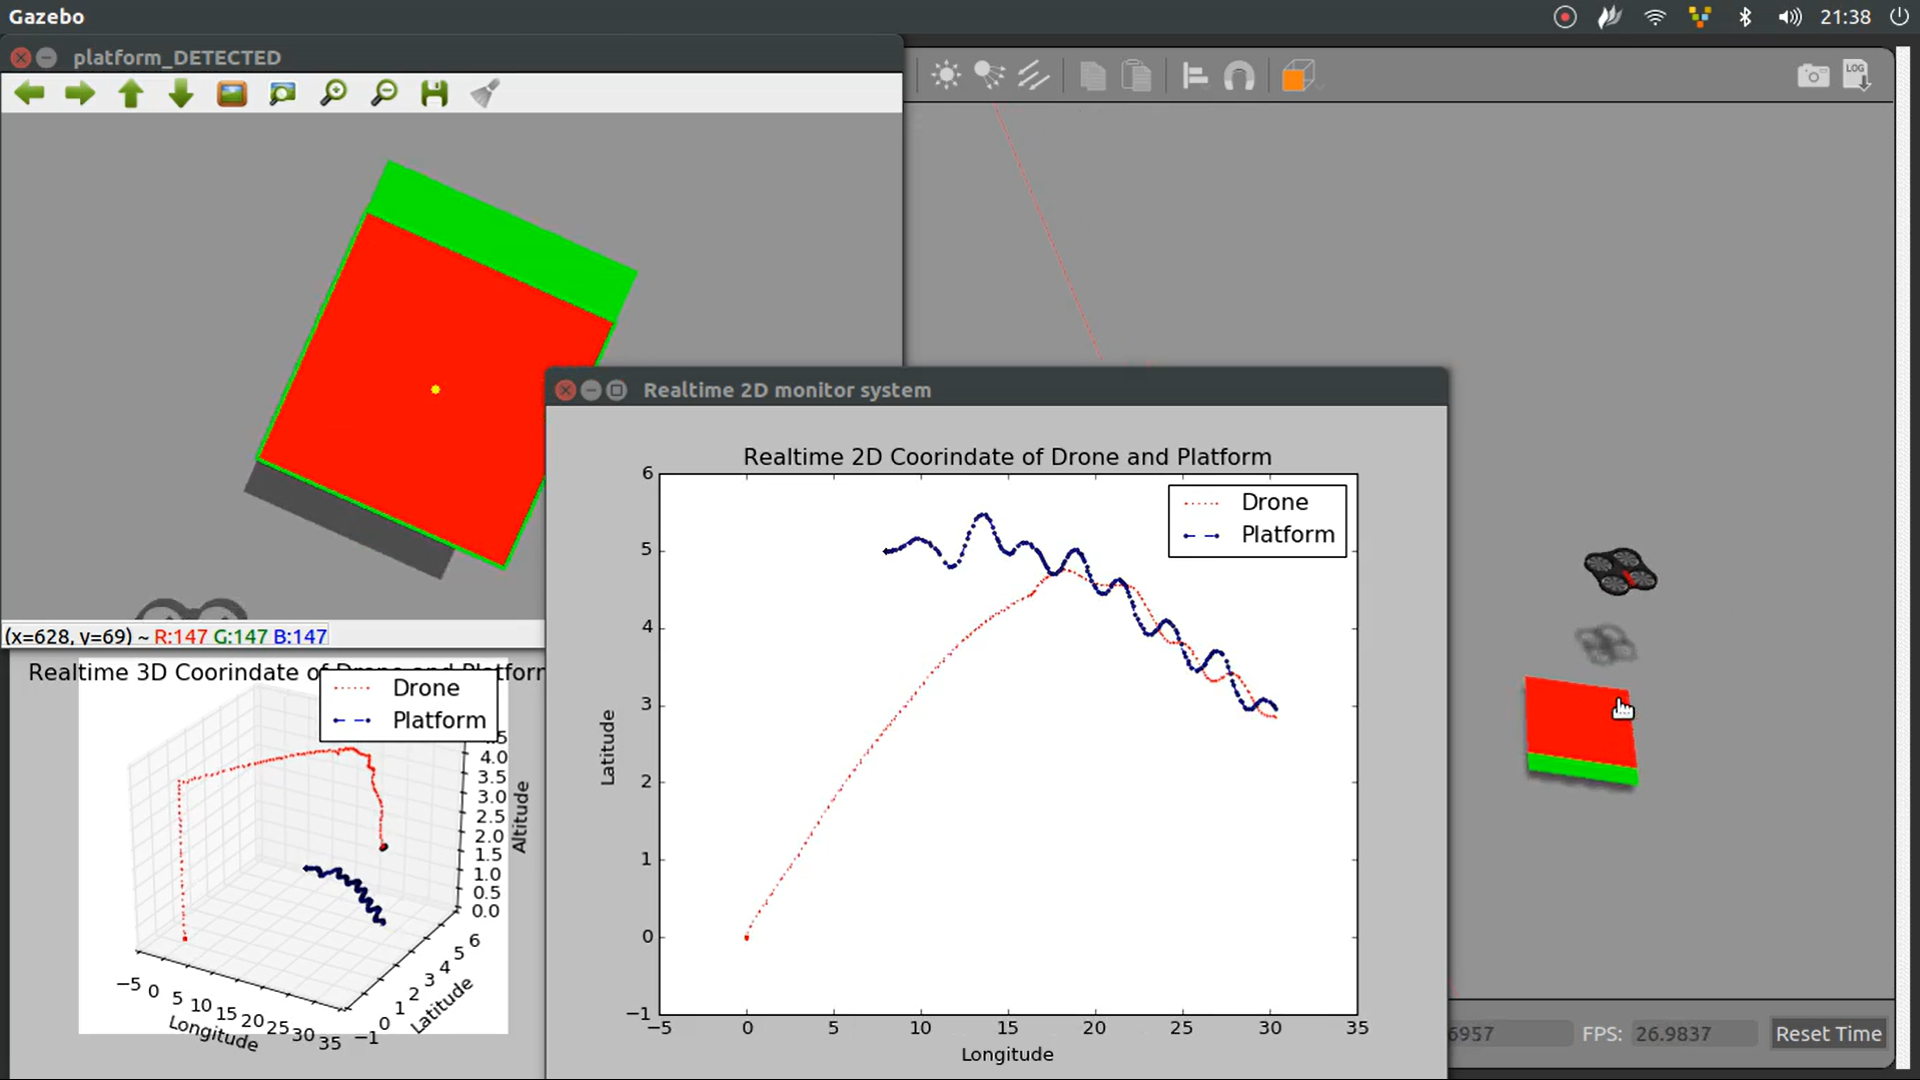 Gazebo
21:38
platform_DETECTED
LOG
(x=628, y=69) ~ R:147 G:147 B:147
Realtime 2D monitor system
Realtime 2D Coorindate of Drone and Platform
Drone
Platform
6
5
4
3
2
1
0
−1
Latitude
−5
0
5
10
15
20
25
30
35
Longitude
Realtime 3D Coorindate of Drone and Platform
Drone
Platform
4.0
3.5
3.0
2.5
2.0
1.5
1.0
0.5
0.0
Altitude
6
5
4
3
2
1
0
−1
Latitude
−5
0
5
10
15
20
25
30
35
Longitude
6957
FPS:
26.9837
Reset Time